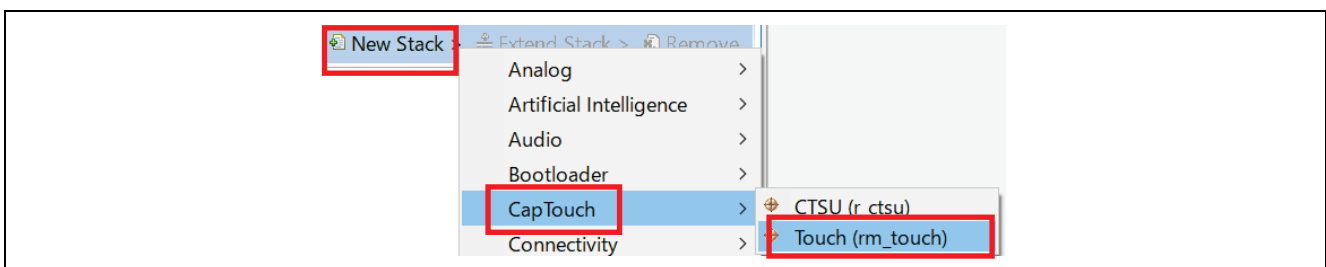 New Stack > Extend Stack > Remove
Analog >
Artificial Intelligence >
Audio >
Bootloader >
CapTouch > CTSU (r_ctsu)
Connectivity > Touch (rm_touch)